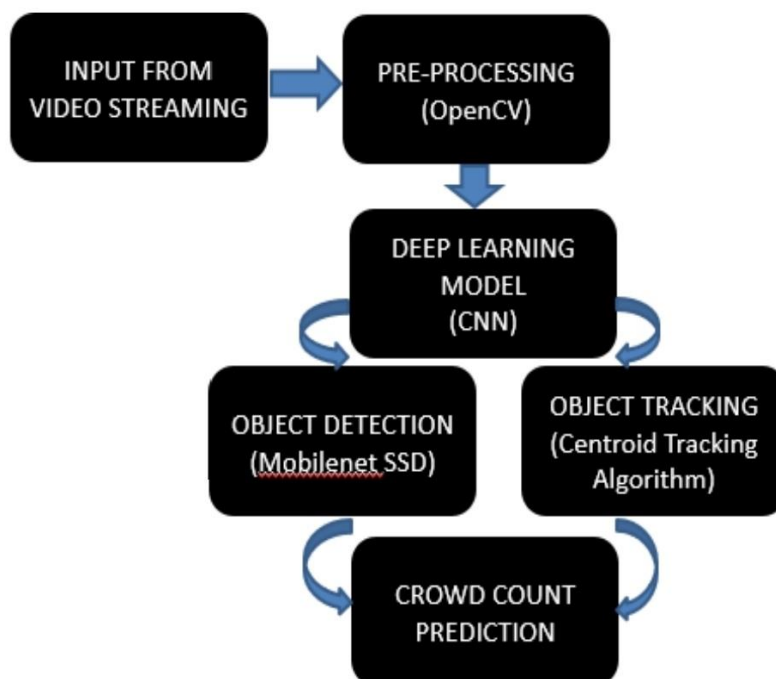 INPUT FROM
VIDEO STREAMING
PRE-PROCESSING
(OpenCV)
DEEP LEARNING
MODEL
(CNN)
OBJECT DETECTION
(Mobilenet SSD)
OBJECT TRACKING
(Centroid Tracking
Algorithm)
CROWD COUNT
PREDICTION